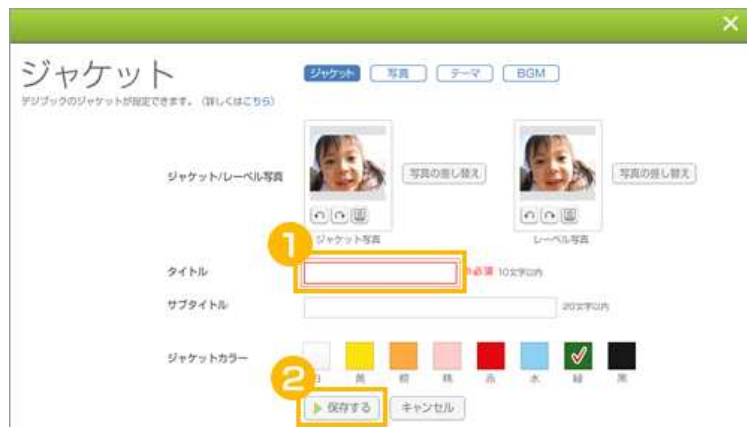 ジャケット
ジャケット 写真 テーマ BGM
デジブックのジャケットが設定できます。(詳しくはこちら)
ジャケット/レーベル写真
写真の差し替え 写真の差し替え
ジャケット写真 レーベル写真
1
タイトル ※必須 10文字以内
サブタイトル 20文字以内
ジャケットカラー
白 黄 橙 桃 赤 水 緑 黒
2
保存する キャンセル